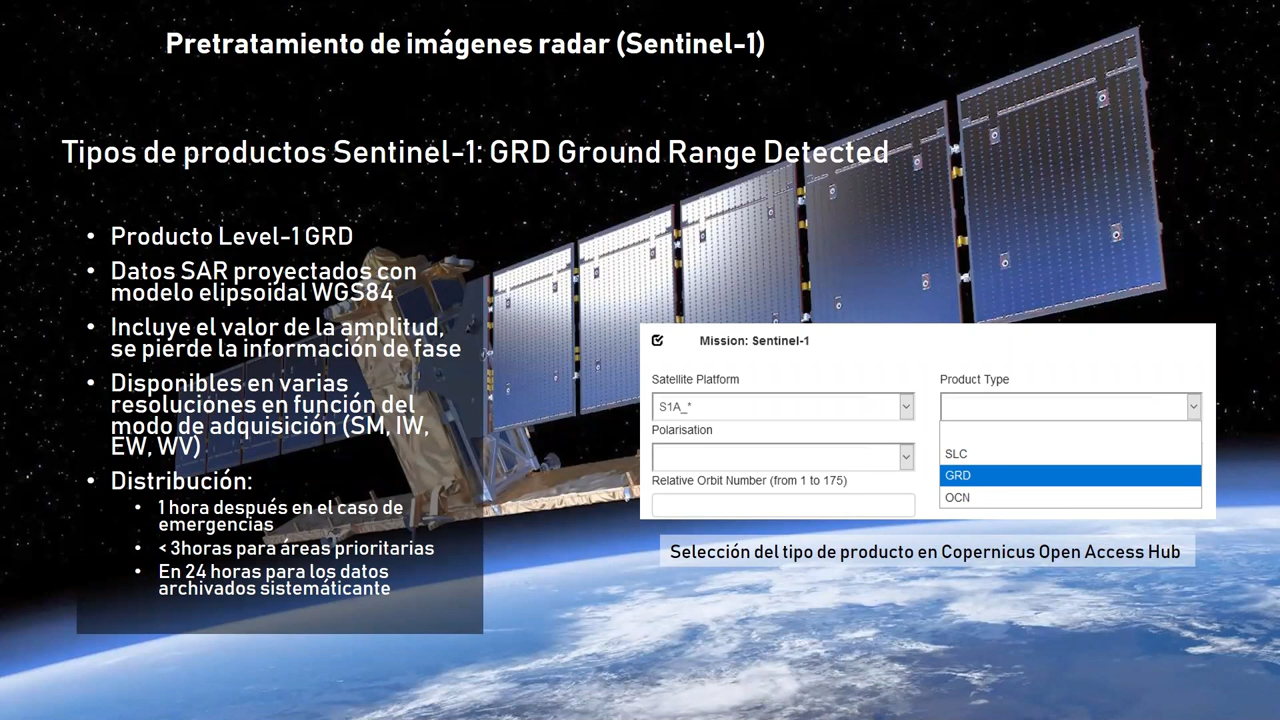 Pretratamiento de imágenes radar (Sentinel-1)
Tipos de productos Sentinel-1: GRD Ground Range Detected
• Producto Level-1 GRD
• Datos SAR proyectados con
modelo elipsoidal WGS84
• Incluye el valor de la amplitud,
se pierde la información de fase
• Disponibles en varias
resoluciones en función del
modo de adquisición (SM, IW,
EW, WV)
• Distribución:
• 1 hora después en el caso de
emergencias
• < 3horas para áreas prioritarias
• En 24 horas para los datos
archivados sistemáticante
Mission: Sentinel-1
Satellite Platform
S1A_*
Polarisation
Relative Orbit Number (from 1 to 175)
Product Type
SLC
GRD
OCN
Selección del tipo de producto en Copernicus Open Access Hub